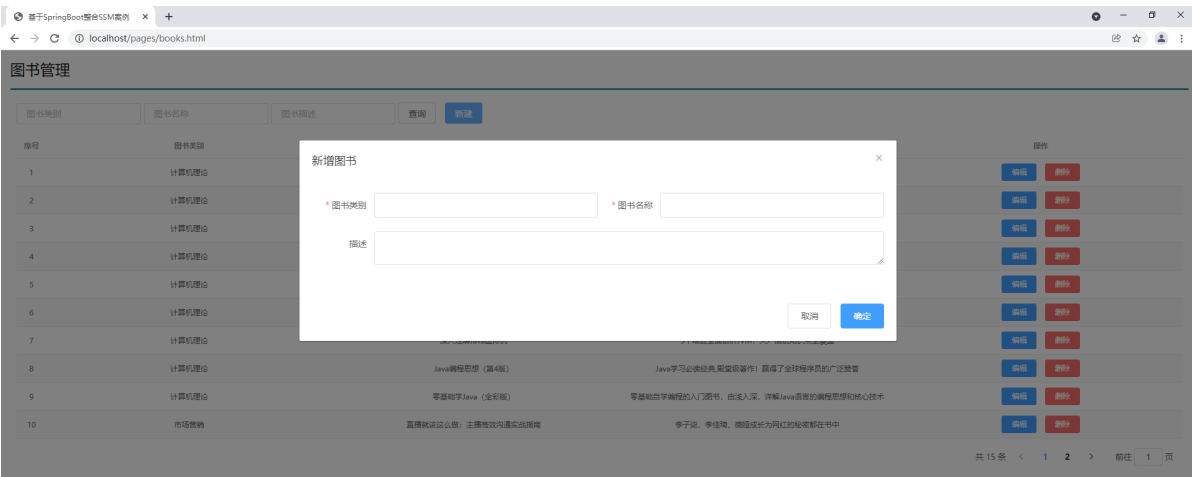 基于SpringBoot整合SSM案例
localhost/pages/books.html
图书管理
图书类别 图书名称 图书描述 查询 新建
序号 图书类别 操作
1 计算机理论 编辑 删除
2 计算机理论 编辑 删除
3 计算机理论 编辑 删除
4 计算机理论 编辑 删除
5 计算机理论 编辑 删除
6 计算机理论 编辑 删除
7 计算机理论 编辑 删除
8 计算机理论 Java编程思想（第4版） Java学习必读经典,殿堂级著作！赢得了全球程序员的广泛赞誉 编辑 删除
9 计算机理论 零基础学Java（全彩版） 零基础自学编程的入门图书，由浅入深，详解Java语言的编程思想和核心技术 编辑 删除
10 市场营销 直播就该这么做：主播高效沟通实战指南 李子柒、李佳琦、薇娅成长为网红的秘密都在书中 编辑 删除
共 15 条 1 2 前往 1 页
新增图书
* 图书类别 * 图书名称
描述
取消 确定